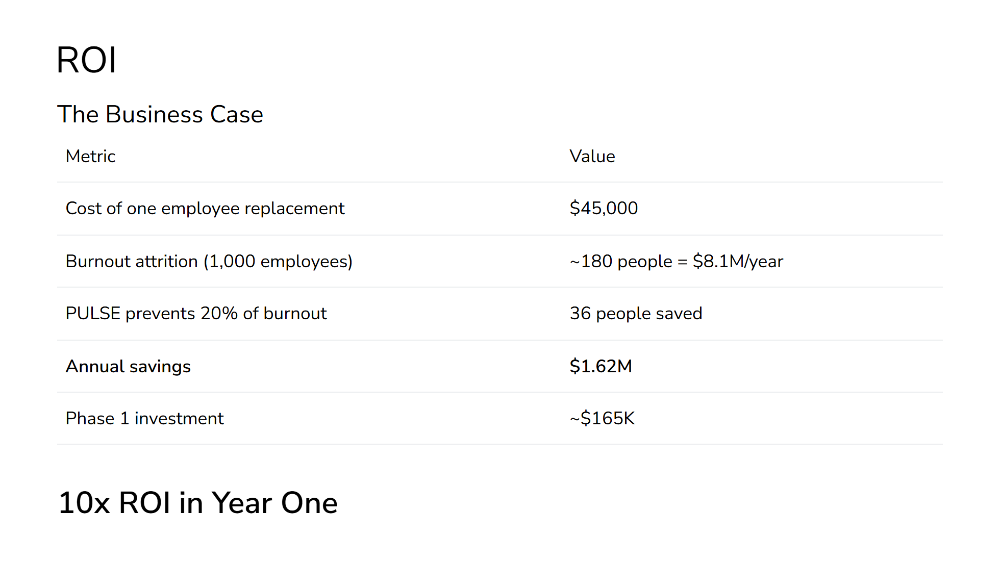 ROI
The Business Case
Metric Value
Cost of one employee replacement $45,000
Burnout attrition (1,000 employees) ~180 people = $8.1M/year
PULSE prevents 20% of burnout 36 people saved
Annual savings $1.62M
Phase 1 investment ~$165K
10x ROI in Year One